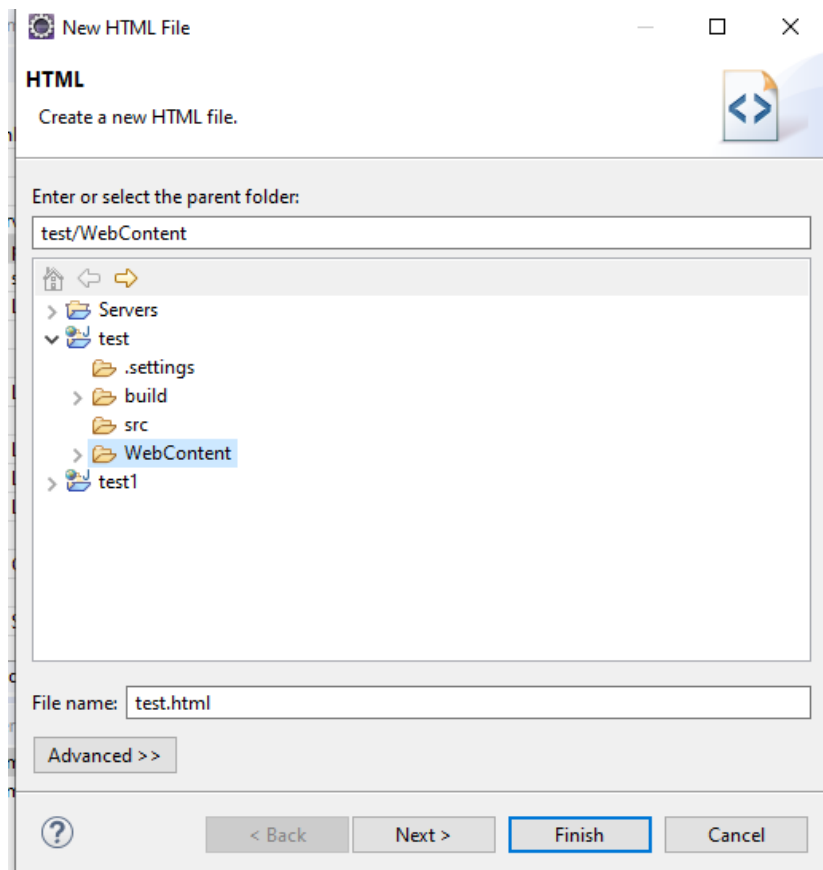 New HTML File
HTML
Create a new HTML file.
Enter or select the parent folder:
test/WebContent
Servers
test
.settings
build
src
WebContent
test1
File name: test.html
Advanced >>
? < Back Next > Finish Cancel